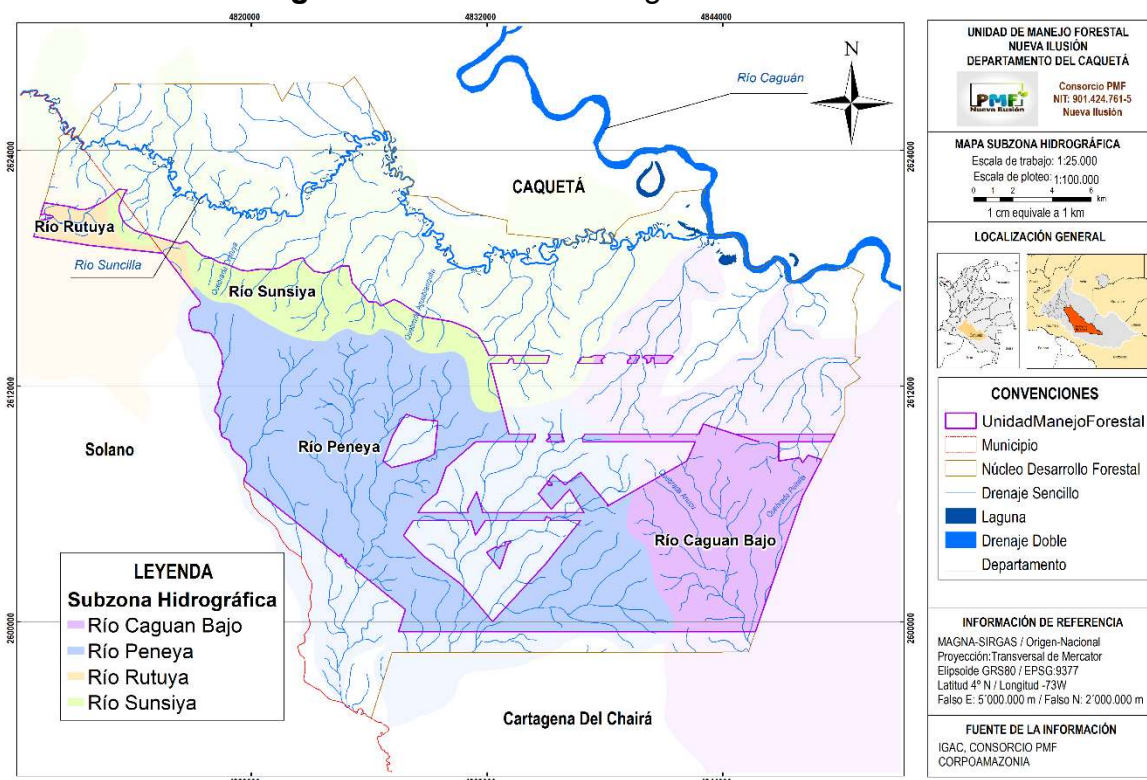 4820000
4832000
4844000
2624000
2612000
2600000
2624000
2612000
2600000
N
Río Caguán
CAQUETÁ
Río Rutuya
Río Suncilla
Río Sunsiya
Río Peneya
Solano
Río Caguan Bajo
Cartagena Del Chairá
LEYENDA
Subzona Hidrográfica
Río Caguan Bajo
Río Peneya
Río Rutuya
Río Sunsiya
UNIDAD DE MANEJO FORESTAL
NUEVA ILUSIÓN
DEPARTAMENTO DEL CAQUETÁ
PMF
Nueva Ilusión
Consorcio PMF
NIT: 901.424.761-5
Nueva Ilusión
MAPA SUBZONA HIDROGRÁFICA
Escala de trabajo: 1:25.000
Escala de ploteo: 1:100.000
0 1 2 4 6
km
1 cm equivale a 1 km
LOCALIZACIÓN GENERAL
CONVENCIONES
UnidadManejoForestal
Municipio
Núcleo Desarrollo Forestal
Drenaje Sencillo
Laguna
Drenaje Doble
Departamento
INFORMACIÓN DE REFERENCIA
MAGNA-SIRGAS / Origen-Nacional
Proyección:Transversal de Mercator
Elipsoide GRS80 / EPSG:9377
Latitud 4° N / Longitud -73W
Falso E: 5´000.000 m / Falso N: 2´000.000 m
FUENTE DE LA INFORMACIÓN
IGAC, CONSORCIO PMF
CORPOAMAZONIA